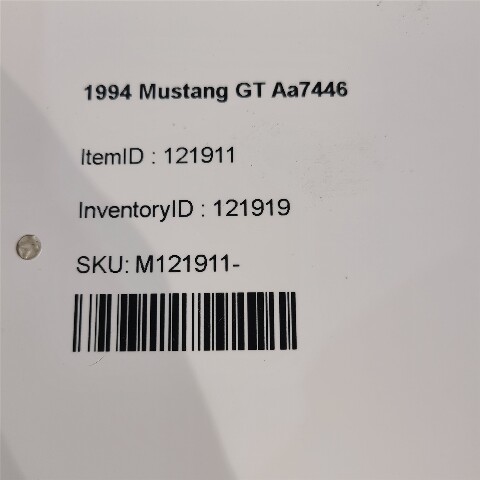 1994 Mustang GT Aa7446
ItemID : 121911
InventoryID : 121919
SKU: M121911-